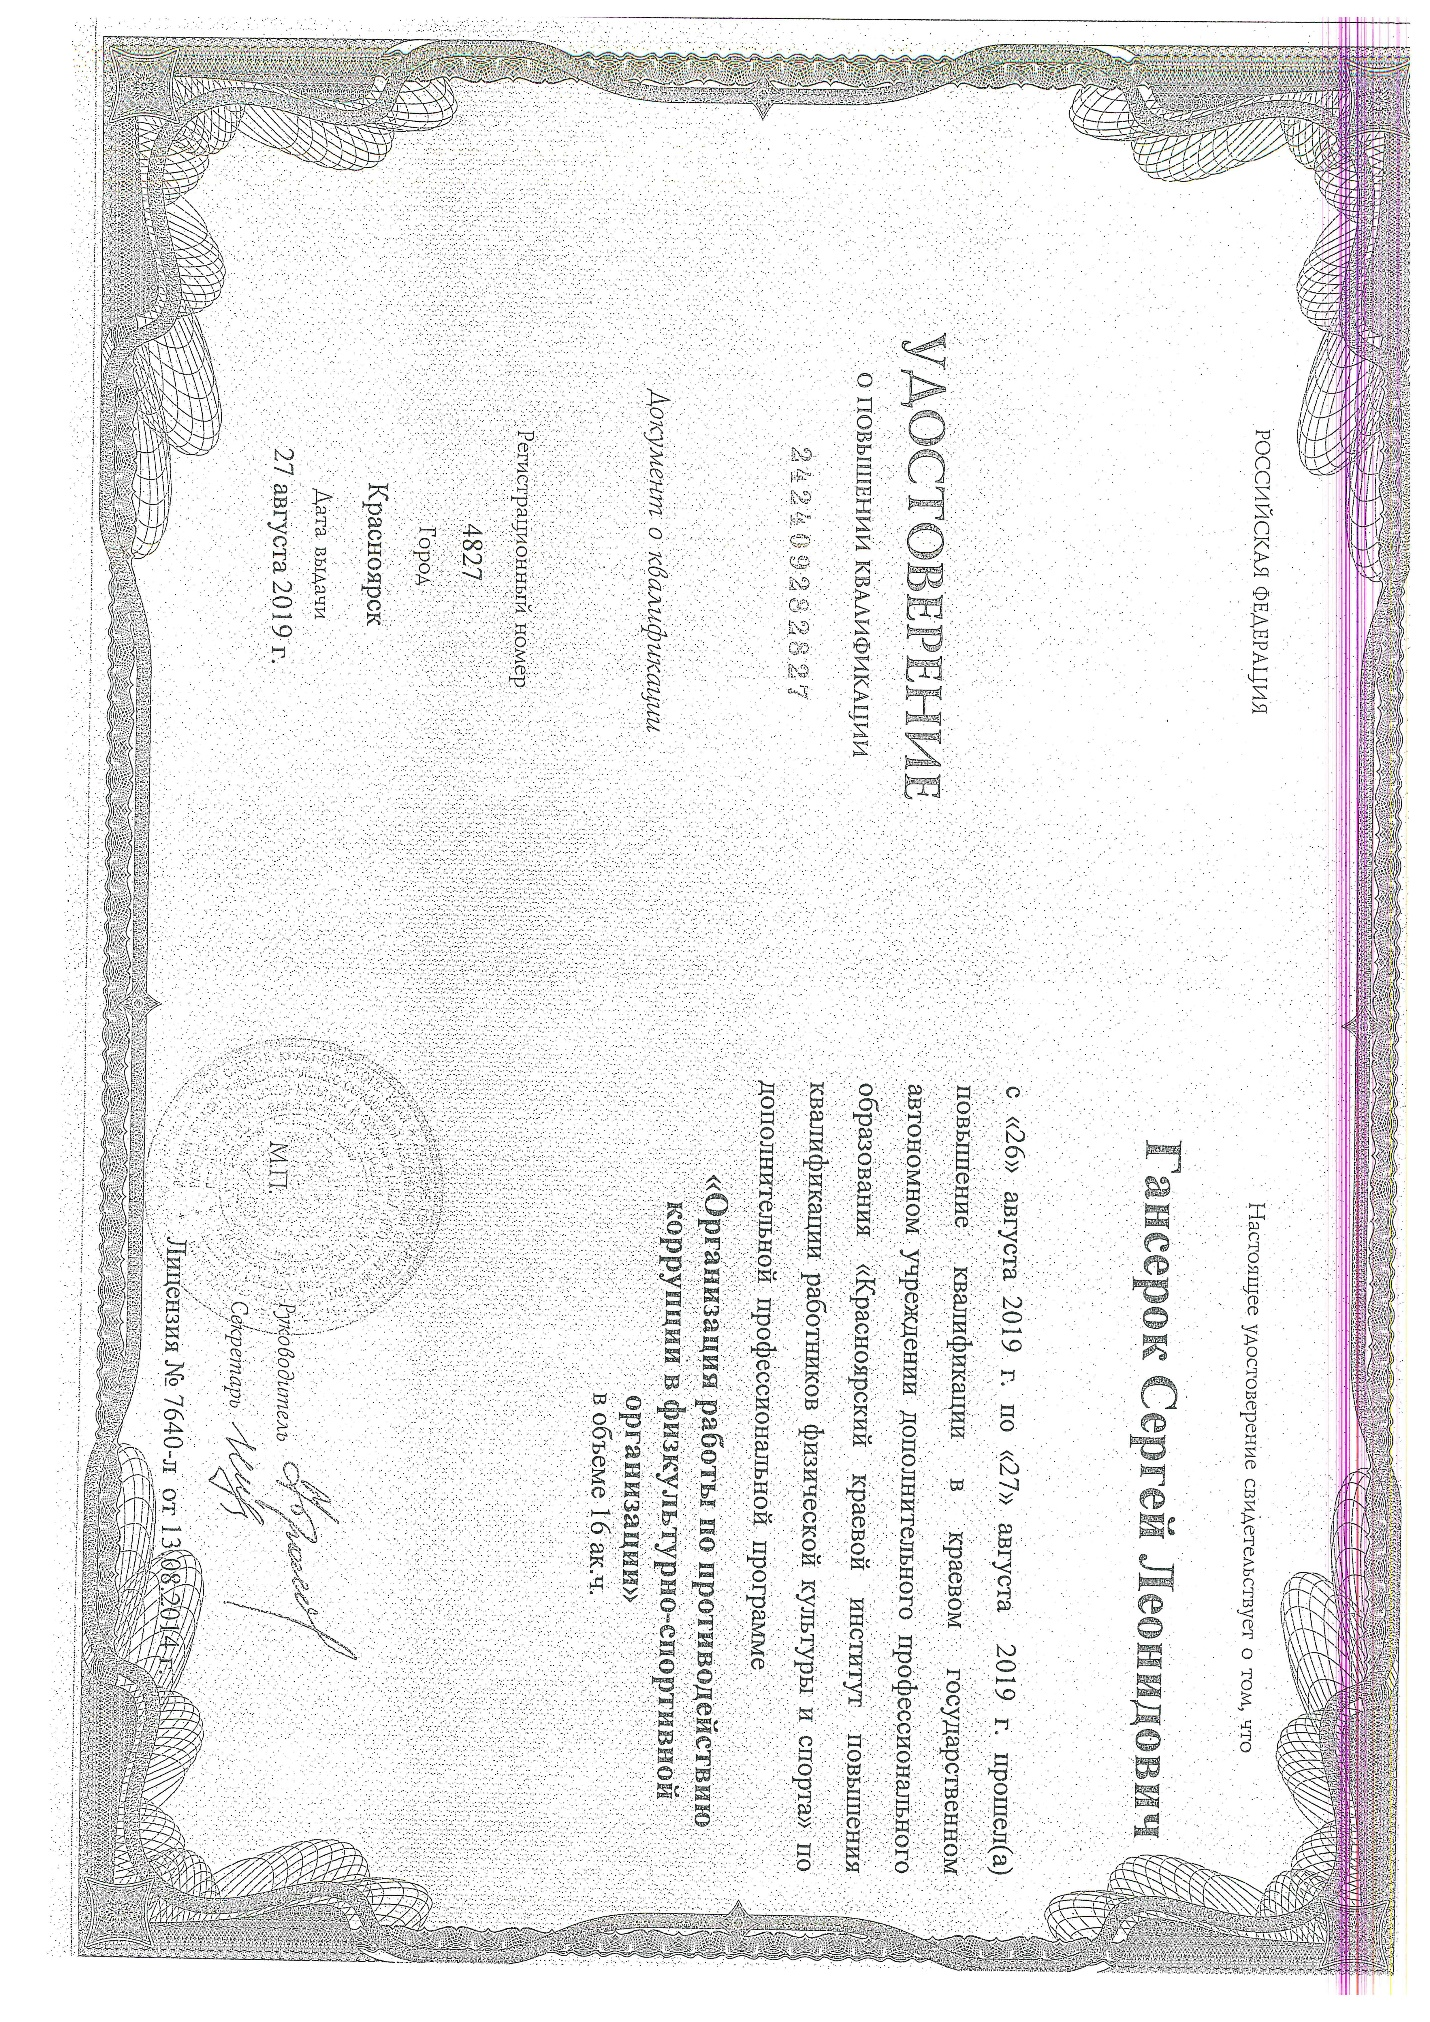 РОССИЙСКАЯ ФЕДЕРАЦИЯ
УДОСТОВЕРЕНИЕ
О ПОВЫШЕНИИ КВАЛИФИКАЦИИ
242409282827
Документ о квалификации
Регистрационный номер
4827
Город
Красноярск
Дата выдачи
27 августа 2019 г.
Настоящее удостоверение свидетельствует о том, что
Гансерок Сергей Леонидович
с «26» августа 2019 г. по «27» августа 2019 г. прошел(а)
повышение квалификации в краевом государственном
автономном учреждении дополнительного профессионального
образования «Красноярский краевой институт повышения
квалификации работников физической культуры и спорта» по
дополнительной профессиональной программе
«Организация работы по противодействию
коррупции в физкультурно-спортивной
организации»
в объеме 16 ак.ч.
М.П.
Руководитель
Секретарь
Лицензия № 7640-л от 13.08.2014 г.